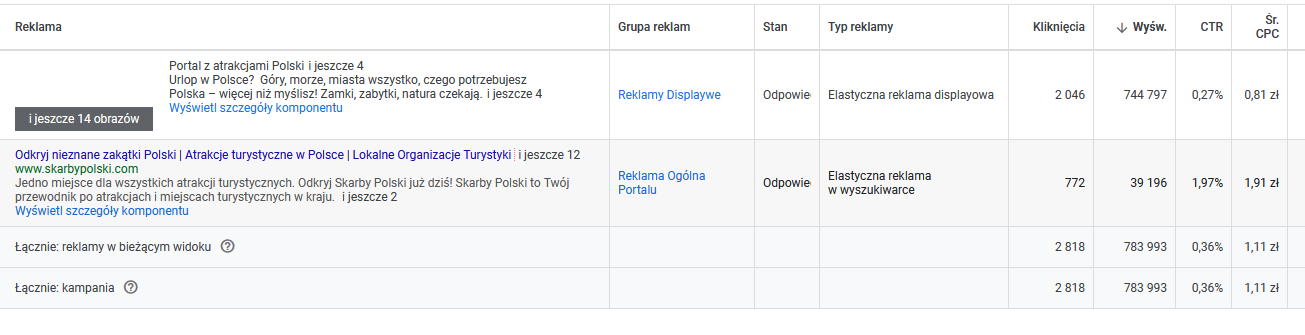 Reklama Grupa reklam Stan Typ reklamy Kliknięcia ↓ Wyśw. CTR Śr. CPC
Portal z atrakcjami Polski i jeszcze 4
Urlop w Polsce? Góry, morze, miasta wszystko, czego potrzebujesz
Polska – więcej niż myślisz! Zamki, zabytki, natura czekają. i jeszcze 4
Wyświetl szczegóły komponentu
i jeszcze 14 obrazów
Reklamy Displaywe Odpowie Elastyczna reklama displayowa 2 046 744 797 0,27% 0,81 zł
Odkryj nieznane zakątki Polski | Atrakcje turystyczne w Polsce | Lokalne Organizacje Turystyki i jeszcze 12
www.skarbypolski.com
Jedno miejsce dla wszystkich atrakcji turystycznych. Odkryj Skarby Polski już dziś! Skarby Polski to Twój
przewodnik po atrakcjach i miejscach turystycznych w kraju. i jeszcze 2
Wyświetl szczegóły komponentu
Reklama Ogólna
Portalu
Odpowie
Elastyczna reklama
w wyszukiwarce
772 39 196 1,97% 1,91 zł
Łącznie: reklamy w bieżącym widoku ? 2 818 783 993 0,36% 1,11 zł
Łącznie: kampania ? 2 818 783 993 0,36% 1,11 zł